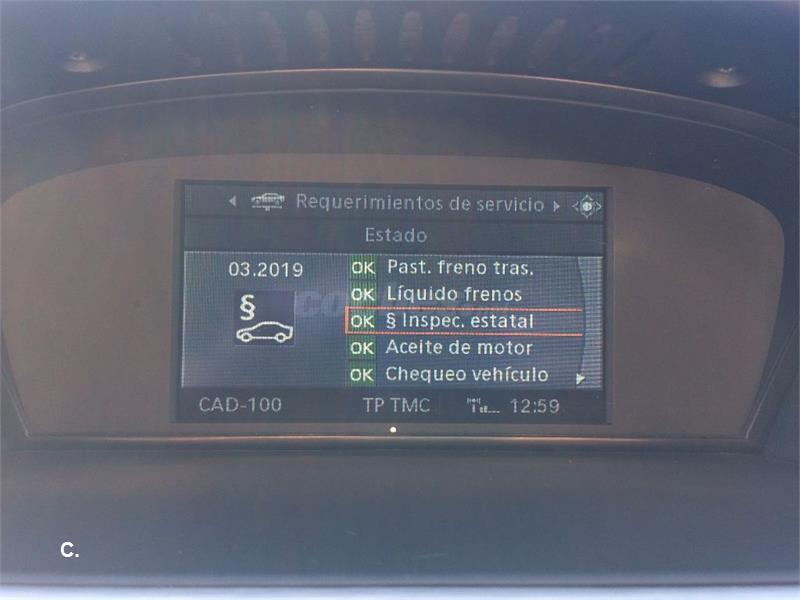 Requerimientos de servicio
Estado
03.2019
OK Past. freno tras.
OK Líquido frenos
§
OK § Inspec. estatal
OK Aceite de motor
OK Chequeo vehículo
CAD-100 TP TMC 12:59
C.